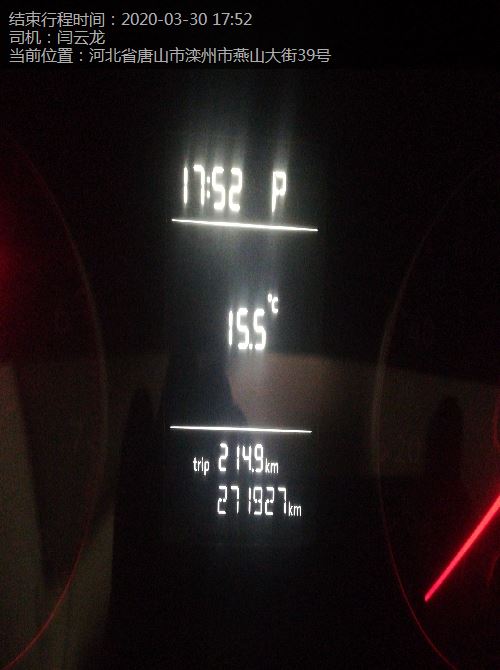 结束行程时间：2020-03-30 17:52
司机：闫云龙
当前位置：河北省唐山市滦州市燕山大街39号
17:52 P
15.5°C
trip 214.9km
271927km